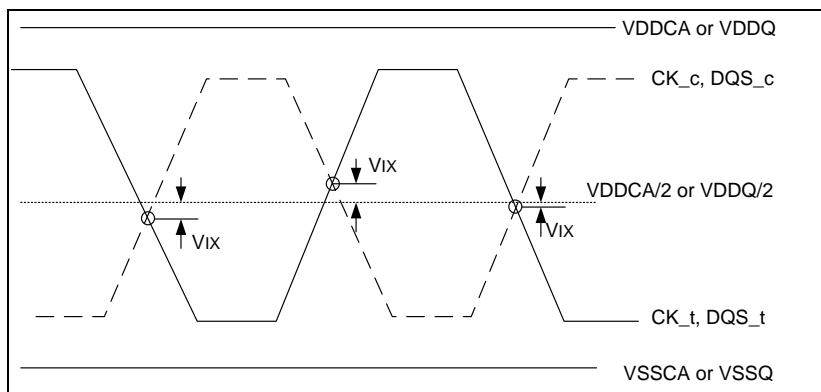 VDDCA or VDDQ
CK_c, DQS_c
VIX
VDDCA/2 or VDDQ/2
VIX
VIX
CK_t, DQS_t
VSSCA or VSSQ